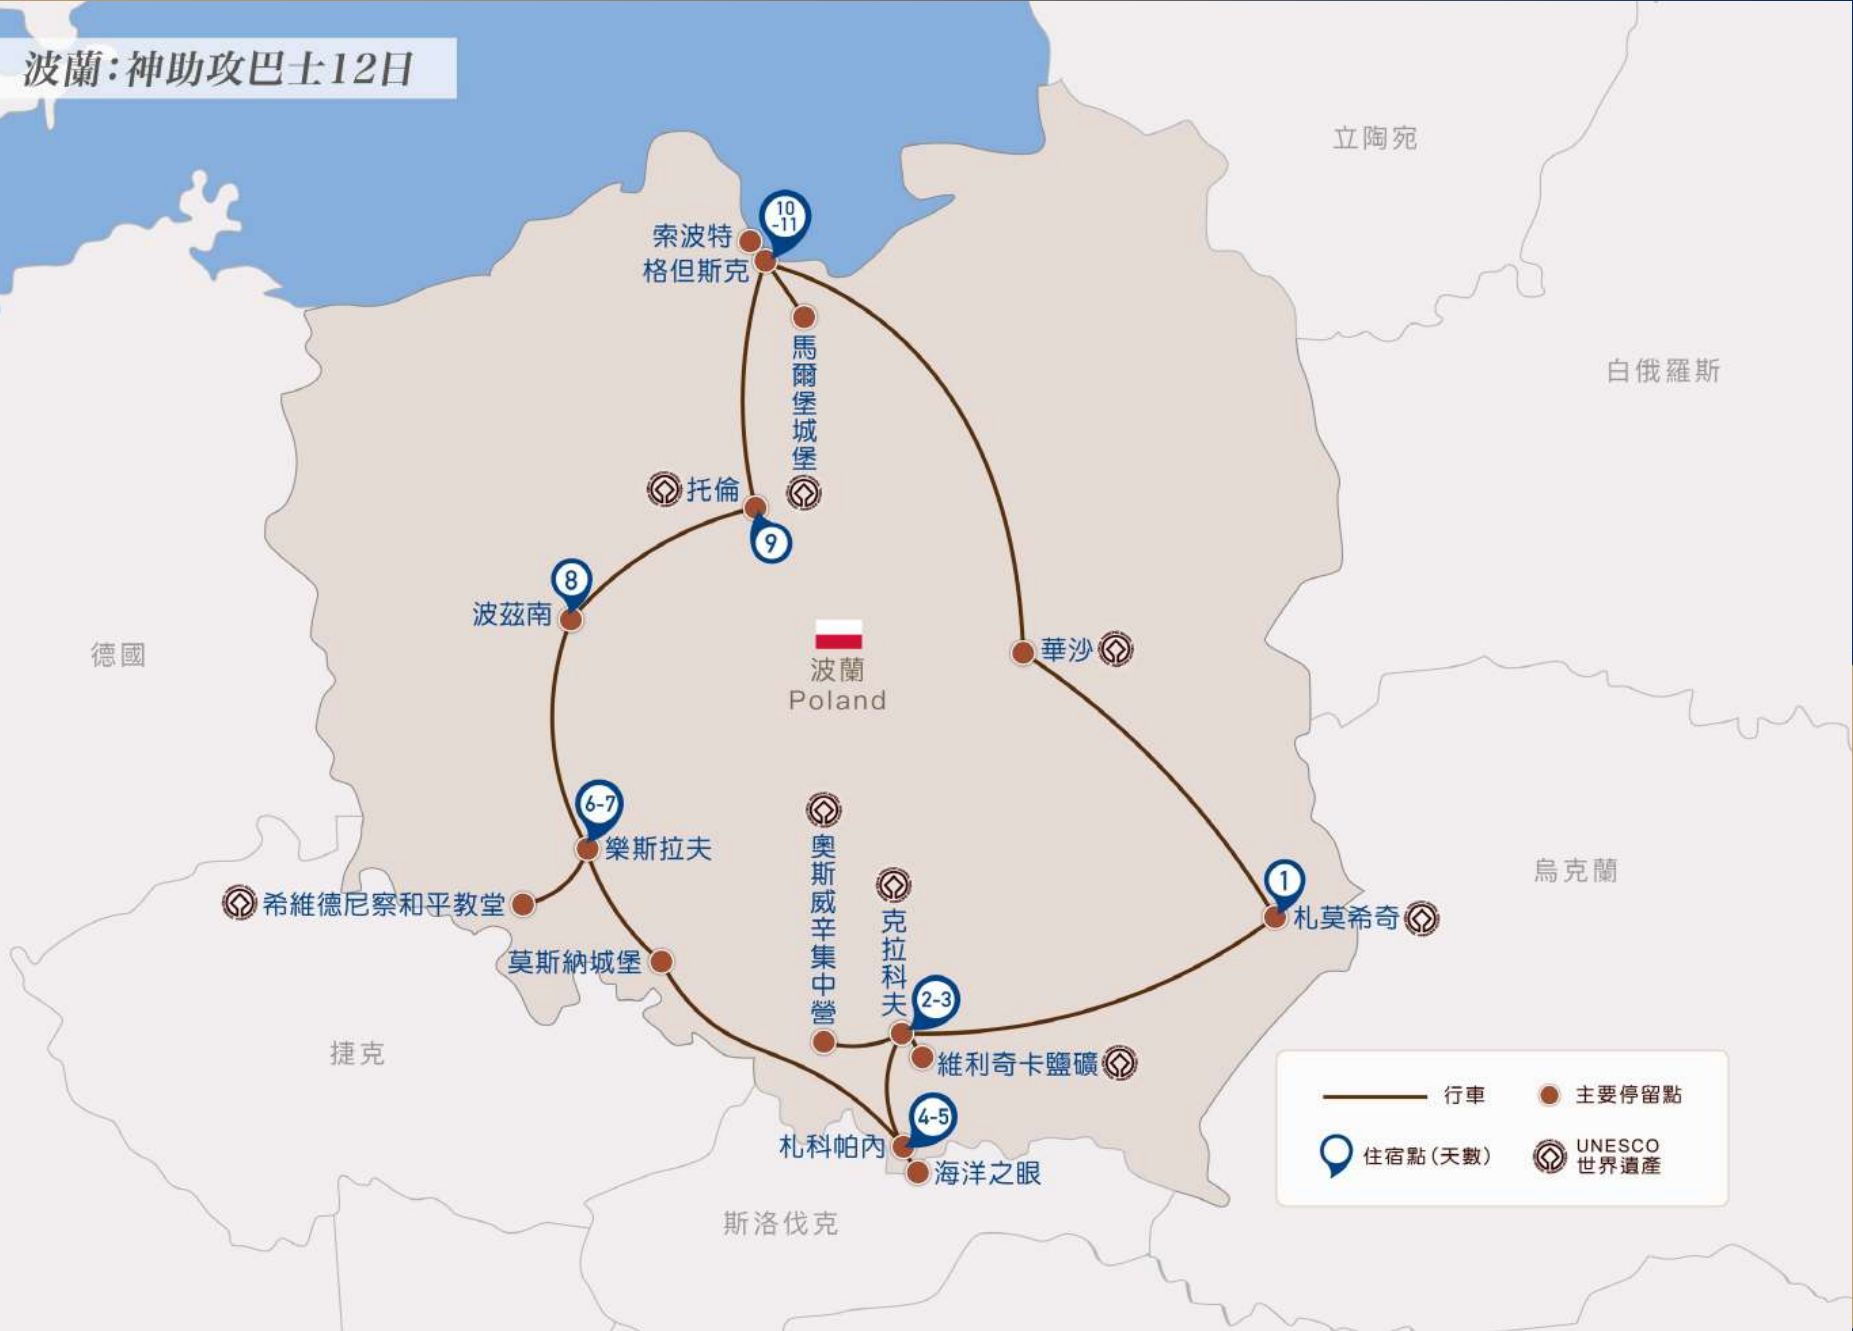 波蘭:神助攻巴士12日
立陶宛
10
-11
索波特
格但斯克
馬爾堡城堡
白俄羅斯
托倫
9
8
波茲南
德國
華沙
波蘭
Poland
6-7
樂斯拉夫
希維德尼察和平教堂
莫斯納城堡
奧斯威辛集中營
克拉科夫
2-3
1
札莫希奇
烏克蘭
捷克
維利奇卡鹽礦
4-5
札科帕內
海洋之眼
斯洛伐克
行車
主要停留點
住宿點(天數)
UNESCO
世界遺產